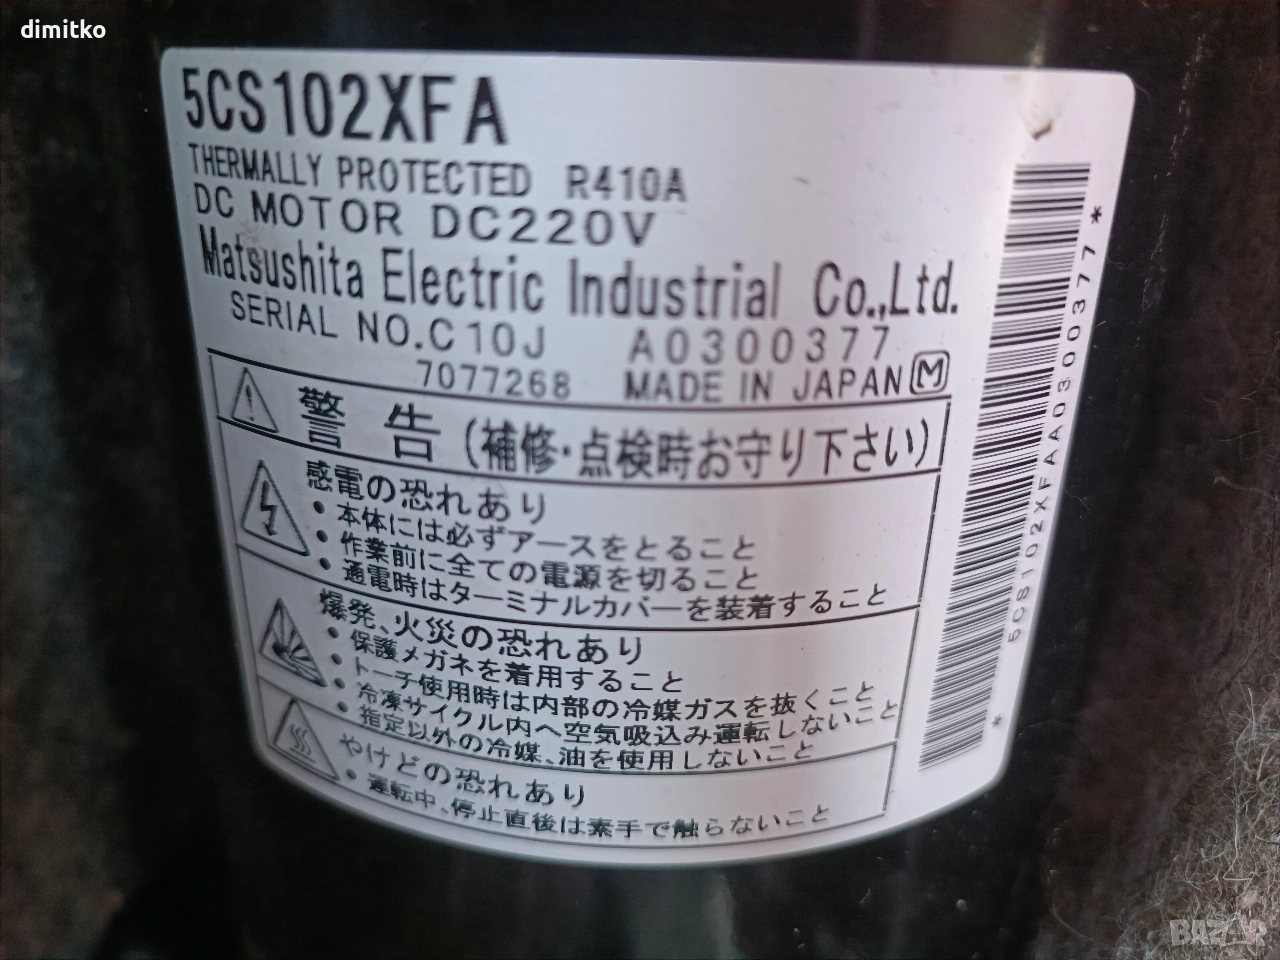 dimitko
5CS102XFA
THERMALLY PROTECTED R410A
DC MOTOR DC220V
Matsushita Electric Industrial Co.,Ltd.
SERIAL NO.C10J A0300377
7077268 MADE IN JAPAN M
警告(補修・点検時お守り下さい)
感電の恐れあり
・本体には必ずアースをとること
・作業前に全ての電源を切ること
・通電時はターミナルカバーを装着すること
爆発、火災の恐れあり
・保護メガネを着用すること
・トーチ使用時は内部の冷媒ガスを抜くこと
・冷凍サイクル内へ空気吸込み運転しないこと
・指定以外の冷媒、油を使用しないこと
やけどの恐れあり
・運転中、停止直後は素手で触らないこと
*5CS102XFAA0300377*
BAZAR